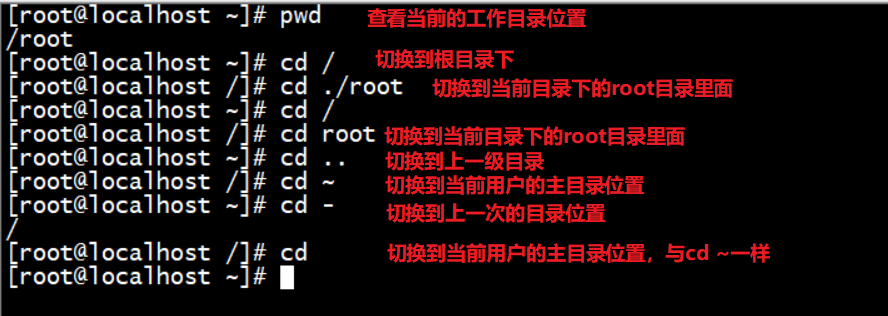 [root@localhost ~]# pwd 查看当前的工作目录位置
/root
[root@localhost ~]# cd / 切换到根目录下
[root@localhost /]# cd ./root 切换到当前目录下的root目录里面
[root@localhost ~]# cd /
[root@localhost /]# cd root 切换到当前目录下的root目录里面
[root@localhost ~]# cd .. 切换到上一级目录
[root@localhost /]# cd ~ 切换到当前用户的主目录位置
[root@localhost ~]# cd - 切换到上一次的目录位置
/
[root@localhost /]# cd 切换到当前用户的主目录位置，与cd ~一样
[root@localhost ~]#